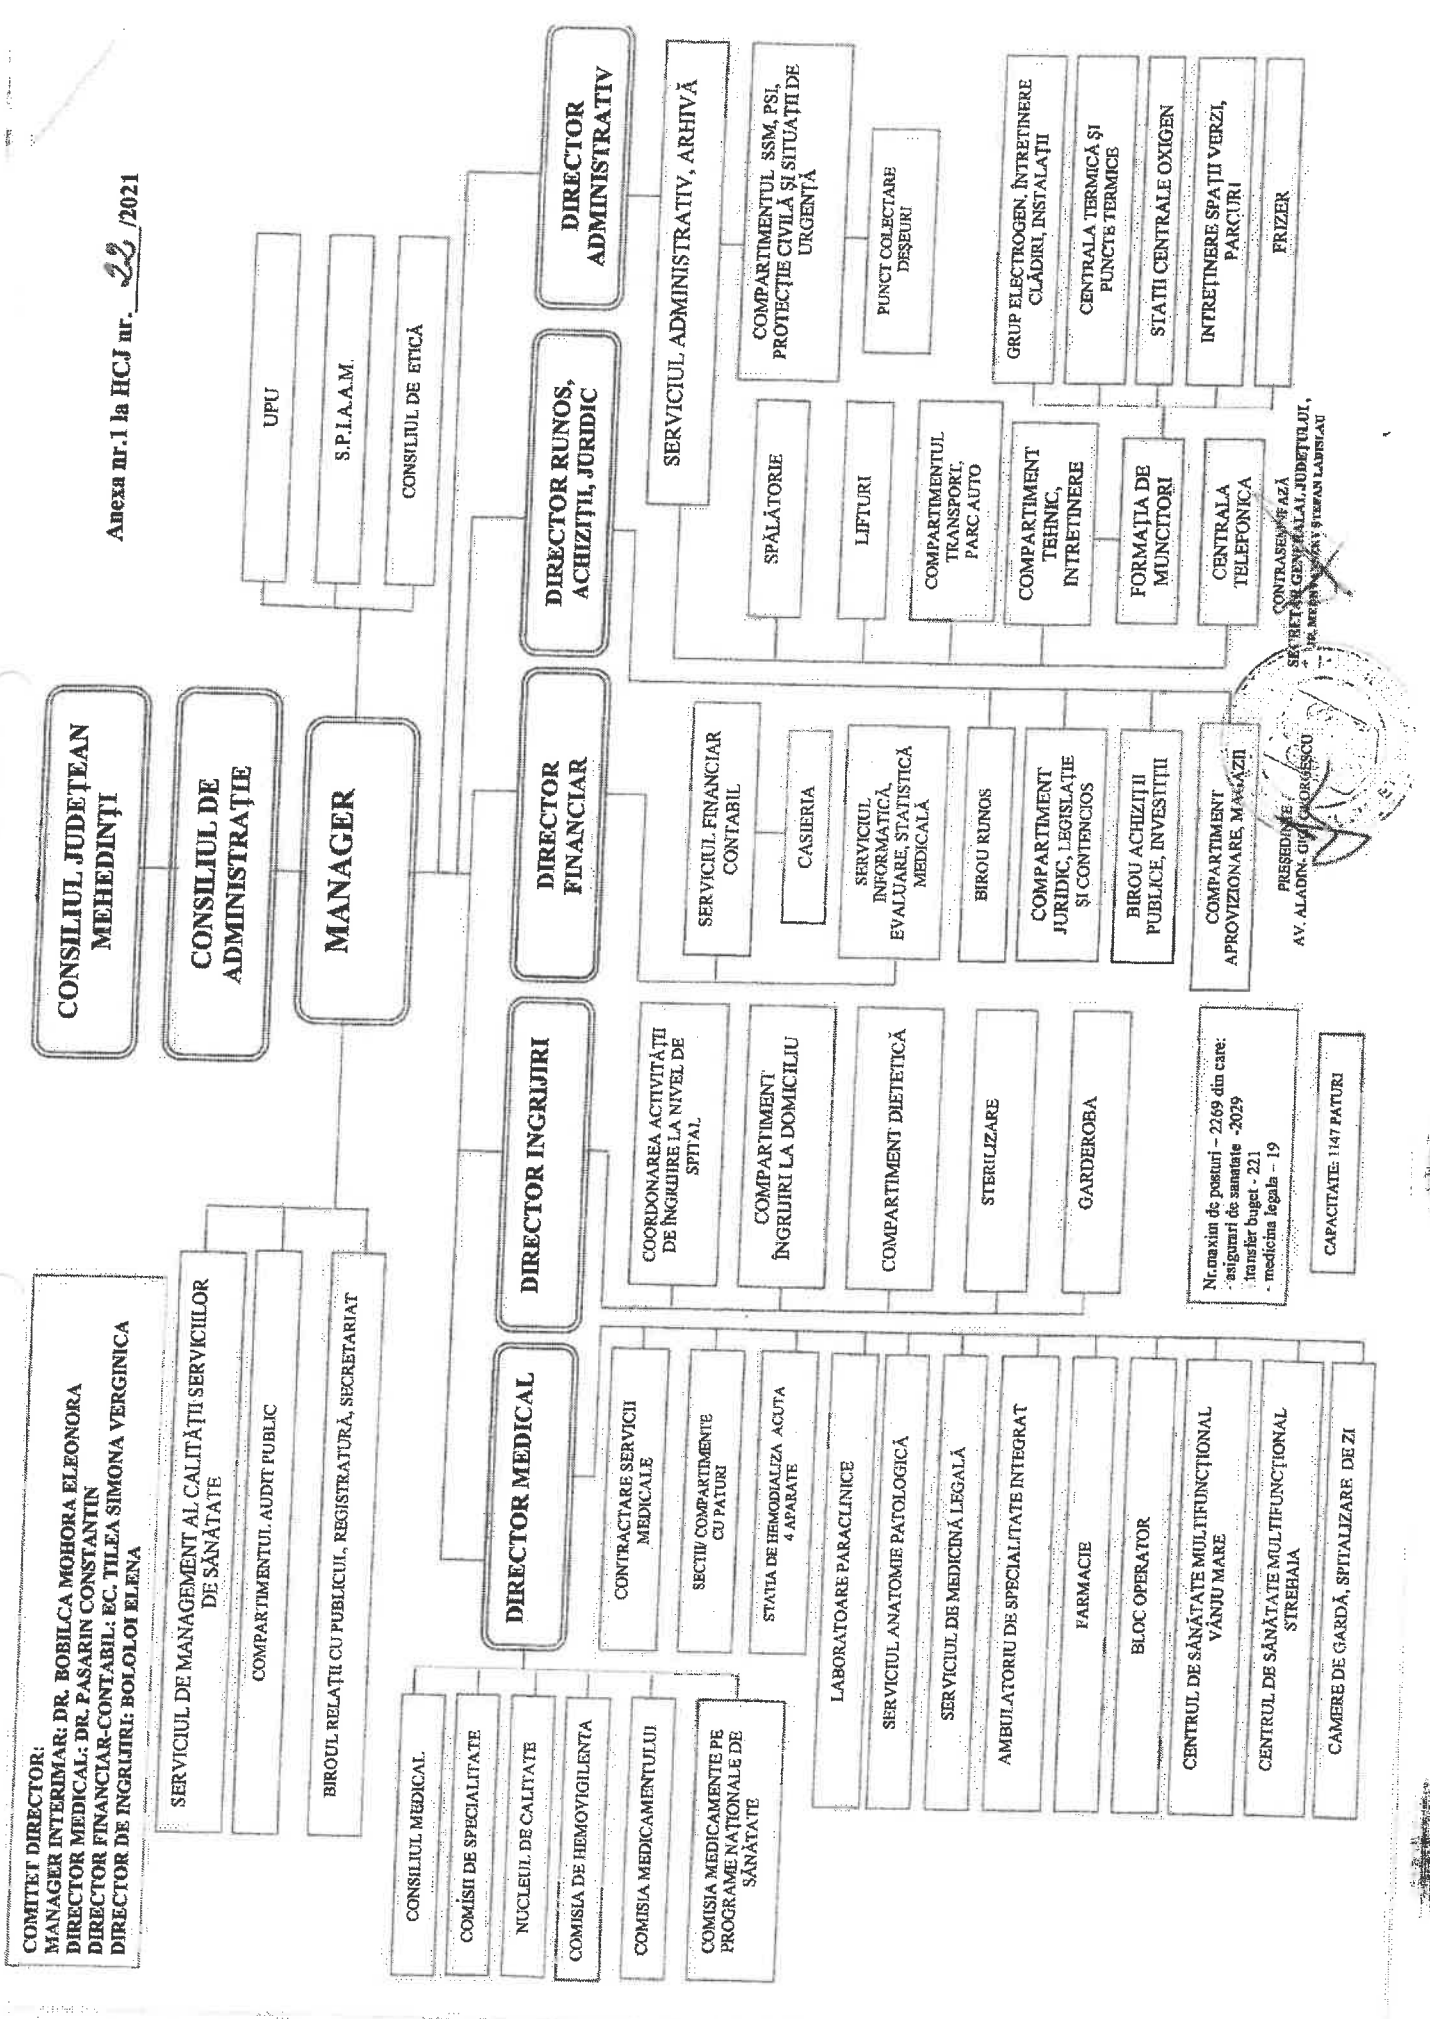 Anexa nr.1 la HCJ nr. 22 /2021
COMITET DIRECTOR:
MANAGER INTERIMAR: DR. BOBILCA MOHORA ELEONORA
DIRECTOR MEDICAL: DR. PASARIN CONSTANTIN
DIRECTOR FINANCIAR-CONTABIL: EC. TILEA SIMONA VERGINICA
DIRECTOR DE INGRIJIRI: BOLOLOI ELENA
CONSILIUL JUDEȚEAN
MEHEDINȚI
CONSILIUL DE
ADMINISTRAȚIE
MANAGER
SERVICIUL DE MANAGEMENT AL CALITĂȚII SERVICIILOR
DE SĂNĂTATE
COMPARTIMENTUL AUDIT PUBLIC
BIROUL RELAȚII CU PUBLICUL, REGISTRATURĂ, SECRETARIAT
UPU
S.P.I.A.A.M.
CONSILIUL DE ETICĂ
DIRECTOR MEDICAL
DIRECTOR INGRIJIRI
DIRECTOR
FINANCIAR
DIRECTOR RUNOS,
ACHIZIȚII, JURIDIC
DIRECTOR
ADMINISTRATIV
CONSILIUL MEDICAL
COMISII DE SPECIALITATE
NUCLEUL DE CALITATE
COMISIA DE HEMOVIGILENTA
COMISIA MEDICAMENTULUI
COMISIA MEDICAMENTE PE
PROGRAME NAȚIONALE DE
SĂNĂTATE
CONTRACTARE SERVICII
MEDICALE
SECTII/ COMPARTIMENTE
CU PATURI
STATIA DE HEMODIALIZA ACUTA
4 APARATE
LABORATOARE PARACLINICE
SERVICIUL ANATOMIE PATOLOGICĂ
SERVICIUL DE MEDICINĂ LEGALĂ
AMBULATORIU DE SPECIALITATE INTEGRAT
FARMACIE
BLOC OPERATOR
CENTRUL DE SĂNĂTATE MULTIFUNCȚIONAL
VÂNJU MARE
CENTRUL DE SĂNĂTATE MULTIFUNCȚIONAL
STREHAIA
CAMERE DE GARDĂ, SPITALIZARE DE ZI
COORDONAREA ACTIVITĂȚII
DE ÎNGRIJIRE LA NIVEL DE
SPITAL
COMPARTIMENT
ÎNGRIJIRI LA DOMICILIU
COMPARTIMENT DIETETICĂ
STERILIZARE
GARDEROBA
SERVICIUL FINANCIAR
CONTABIL
CASIERIA
SERVICIUL
INFORMATICĂ,
EVALUARE, STATISTICĂ
MEDICALĂ
BIROU RUNOS
COMPARTIMENT
JURIDIC, LEGISLAȚIE
ȘI CONTENCIOS
BIROU ACHIZIȚII
PUBLICE, INVESTIȚII
COMPARTIMENT
APROVIZIONARE, MAGAZII
SERVICIUL ADMINISTRATIV, ARHIVĂ
SPĂLĂTORIE
LIFTURI
COMPARTIMENTUL
TRANSPORT,
PARC AUTO
COMPARTIMENT
TEHNIC,
INTRETINERE
FORMAȚIA DE
MUNCITORI
CENTRALA
TELEFONICA
COMPARTIMENTUL SSM, PSI,
PROTECȚIE CIVILĂ ȘI SITUAȚII DE
URGENȚĂ
PUNCT COLECTARE
DEȘEURI
GRUP ELECTROGEN, ÎNTREȚINERE
CLĂDIRI, INSTALAȚII
CENTRALA TERMICĂ ȘI
PUNCTE TERMICE
STATII CENTRALE OXIGEN
INTREȚINERE SPAȚII VERZI,
PARCURI
FRIZER
Nr.maxim de posturi – 2269 din care:
- asigurari de sanatate -2029
transfer buget - 221
- medicina legala – 19
CAPACITATE: 1147 PATURI
PREȘEDINTE
AV. ALADIN- GIGI GEORGESCU
CONTRASEMNEAZĂ
SECRETAR GENERAL AL JUDEȚULUI,
ȘTEFAN LADISLAU